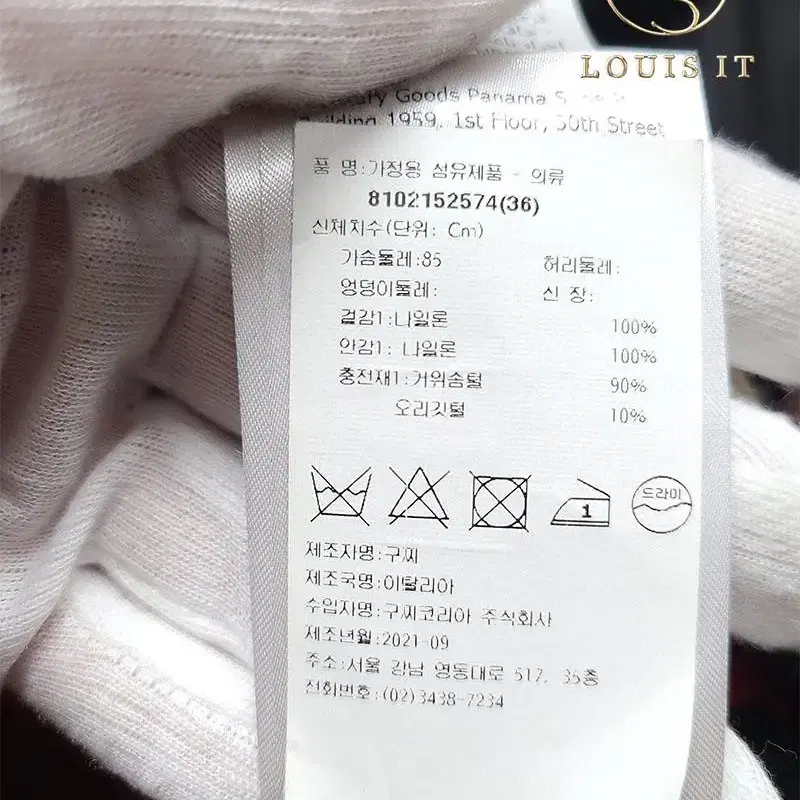 LOUIS IT
Goods Panama
Building 1959, 1st Floor, 50th Street
품 명:가정용 섬유제품 - 의류
8102152574(36)
신체치수(단위: Cm)
가슴둘레:85 허리둘레:
엉덩이둘레: 신 장:
겉감1:나일론 100%
안감1: 나일론 100%
충전재1:거위솜털 90%
오리깃털 10%
1 드라이
제조자명:구찌
제조국명:이탈리아
수입자명:구찌코리아 주식회사
제조년월:2021-09
주소:서울 강남 영동대로 517, 35층
전화번호:(02)3438-7234